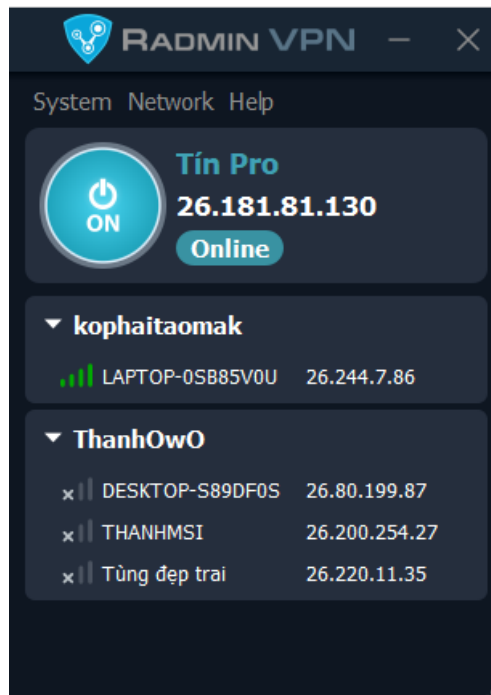 RADMIN VPN
System Network Help
Tín Pro
ON
26.181.81.130
Online
kophaitaomak
LAPTOP-0SB85V0U 26.244.7.86
ThanhOwO
DESKTOP-S89DF0S 26.80.199.87
THANHMSI 26.200.254.27
Tùng đẹp trai 26.220.11.35